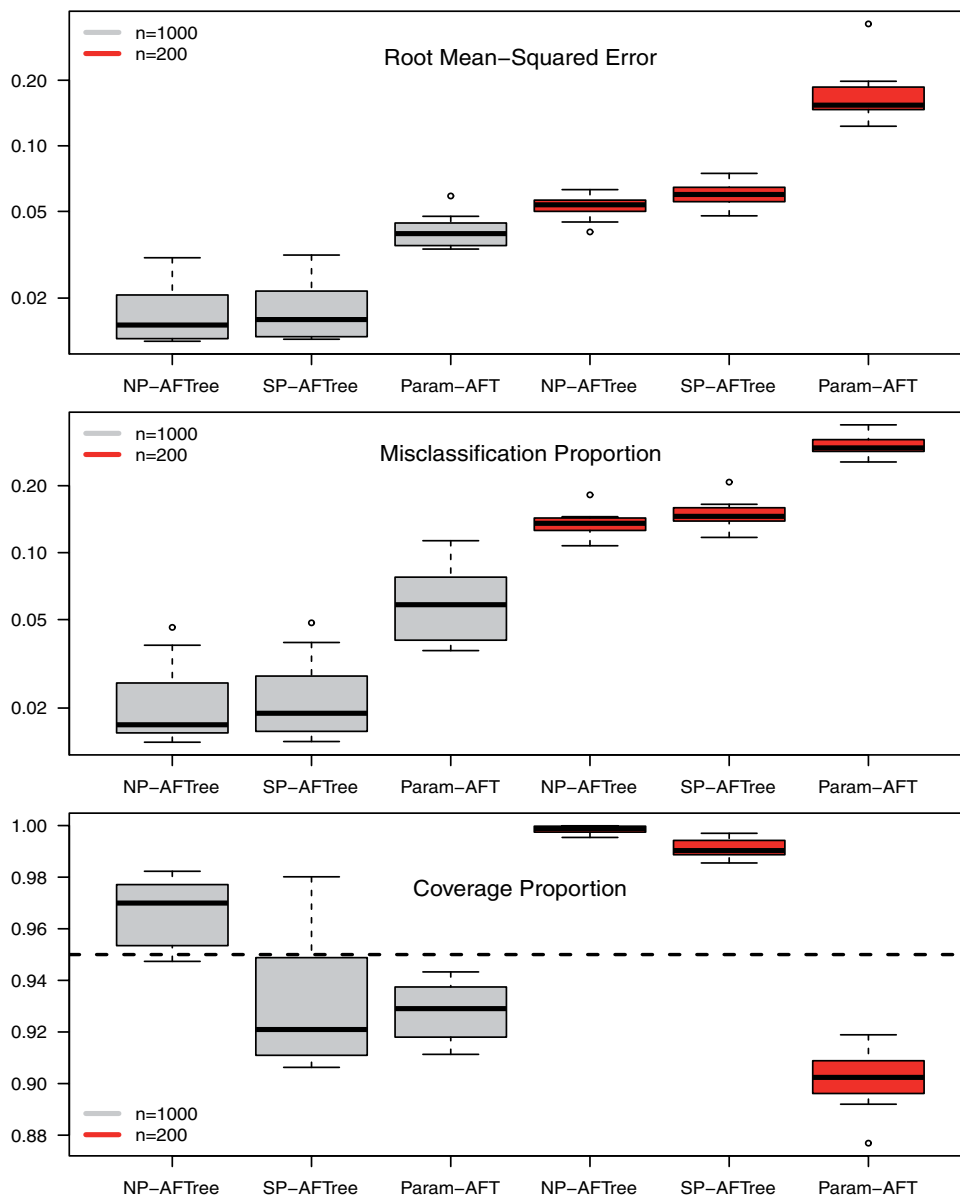 n=1000
n=200
Root Mean−Squared Error
0.20
0.10
0.05
0.02
NP−AFTree SP−AFTree Param−AFT NP−AFTree SP−AFTree Param−AFT
n=1000
n=200
Misclassification Proportion
0.20
0.10
0.05
0.02
NP−AFTree SP−AFTree Param−AFT NP−AFTree SP−AFTree Param−AFT
1.00
0.98
Coverage Proportion
0.96
0.94
0.92
0.90
n=1000
n=200
0.88
NP−AFTree SP−AFTree Param−AFT NP−AFTree SP−AFTree Param−AFT